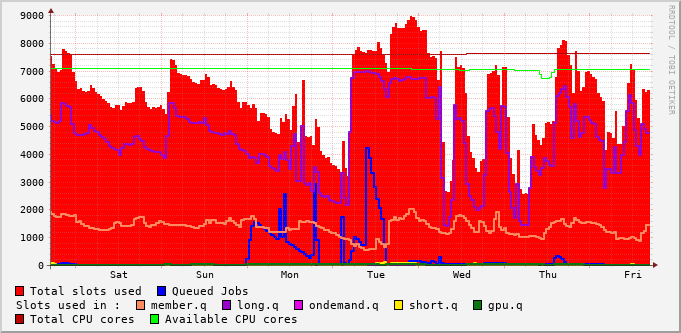 9000
8000
7000
6000
5000
4000
3000
2000
1000
0
Sat Sun Mon Tue Wed Thu Fri
RRDTOOL / TOBI OETIKER
Total slots used Queued Jobs
Slots used in : member.q long.q ondemand.q short.q gpu.q
Total CPU cores Available CPU cores